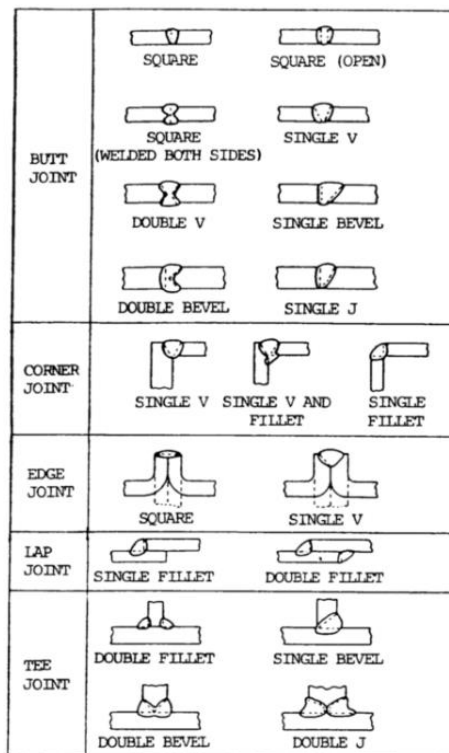 BUTT
JOINT
SQUARE
SQUARE (OPEN)
SQUARE
(WELDED BOTH SIDES)
SINGLE V
DOUBLE V
SINGLE BEVEL
DOUBLE BEVEL
SINGLE J
CORNER
JOINT
SINGLE V
SINGLE V AND
FILLET
SINGLE
FILLET
EDGE
JOINT
SQUARE
SINGLE V
LAP
JOINT
SINGLE FILLET
DOUBLE FILLET
TEE
JOINT
DOUBLE FILLET
SINGLE BEVEL
DOUBLE BEVEL
DOUBLE J